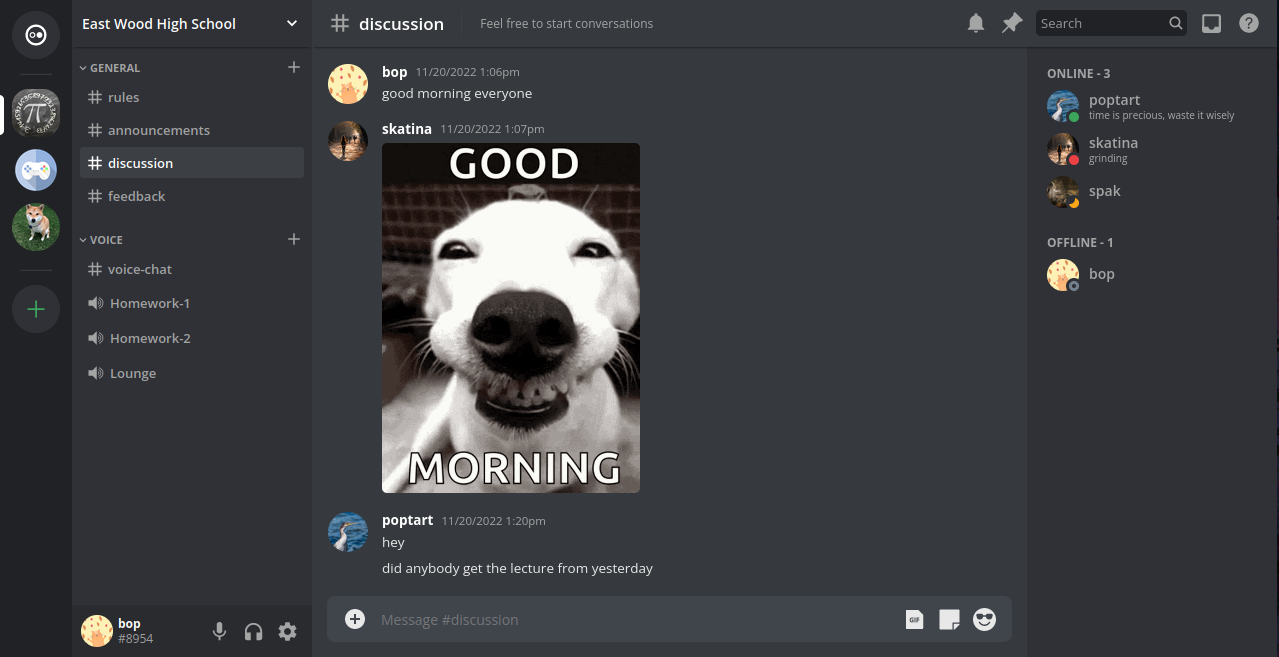 East Wood High School
GENERAL
rules
announcements
discussion
feedback
VOICE
voice-chat
Homework-1
Homework-2
Lounge
bop
#8954
discussion
Feel free to start conversations
Search
bop 11/20/2022 1:06pm
good morning everyone
skatina 11/20/2022 1:07pm
GOOD
MORNING
poptart 11/20/2022 1:20pm
hey
did anybody get the lecture from yesterday
Message #discussion
GIF
ONLINE - 3
poptart
time is precious, waste it wisely
skatina
grinding
spak
OFFLINE - 1
bop